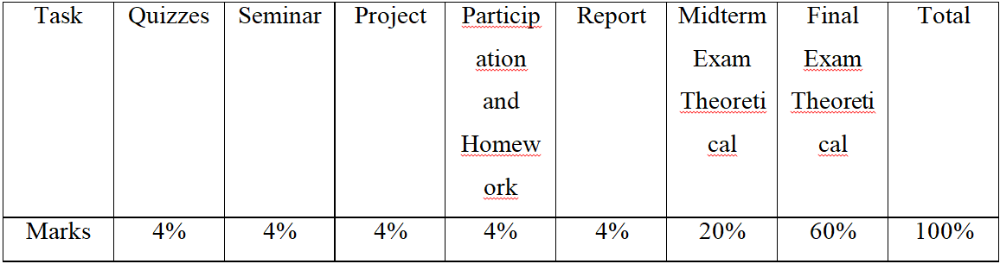 Task Quizzes Seminar Project Particip Report Midterm Final Total
ation Exam Exam
and Theoreti Theoreti
Homew cal cal
ork
Marks 4% 4% 4% 4% 4% 20% 60% 100%